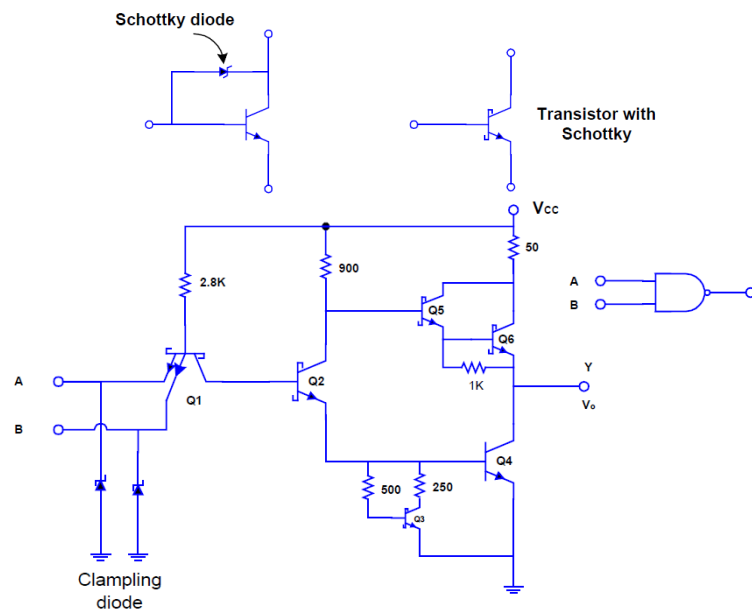 Schottky diode
Transistor with
Schottky
Vcc
50
900
2.8K
A
B
Q5
Q6
1K
A
B
Q1
Q2
Y
Vo
Q4
500
250
Q3
Clampling
diode